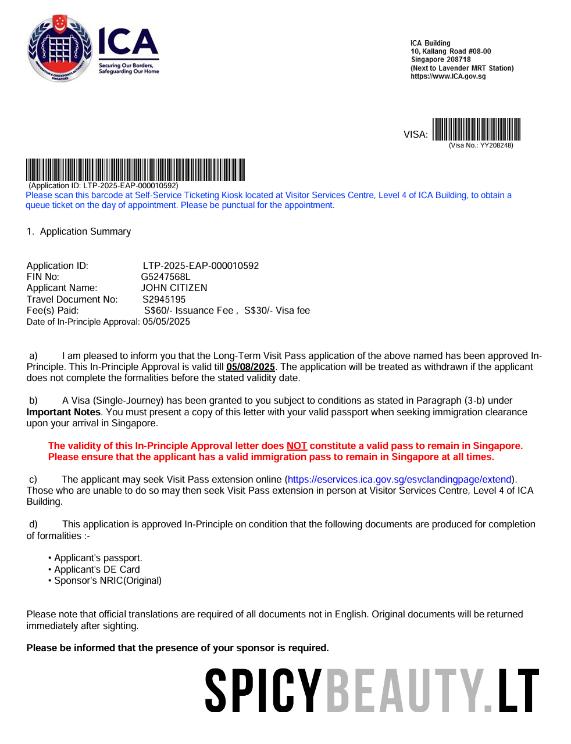 ICA
Securing Our Borders,
Safeguarding Our Home
ICA Building
10, Kallang Road #08-00
Singapore 208718
(Next to Lavender MRT Station)
https://www.ICA.gov.sg
VISA:
(Visa No.: YY208248)
(Application ID: LTP-2025-EAP-000010592)
Please scan this barcode at Self-Service Ticketing Kiosk located at Visitor Services Centre, Level 4 of ICA Building, to obtain a
queue ticket on the day of appointment. Please be punctual for the appointment.
1. Application Summary
Application ID: LTP-2025-EAP-000010592
FIN No: G5247568L
Applicant Name: JOHN CITIZEN
Travel Document No: S2945195
Fee(s) Paid: S$60/- Issuance Fee , S$30/- Visa fee
Date of In-Principle Approval: 05/05/2025
a) I am pleased to inform you that the Long-Term Visit Pass application of the above named has been approved In-
Principle. This In-Principle Approval is valid till 05/08/2025. The application will be treated as withdrawn if the applicant
does not complete the formalities before the stated validity date.
b) A Visa (Single-Journey) has been granted to you subject to conditions as stated in Paragraph (3-b) under
Important Notes. You must present a copy of this letter with your valid passport when seeking immigration clearance
upon your arrival in Singapore.
The validity of this In-Principle Approval letter does NOT constitute a valid pass to remain in Singapore.
Please ensure that the applicant has a valid immigration pass to remain in Singapore at all times.
c) The applicant may seek Visit Pass extension online (https://eservices.ica.gov.sg/esvclandingpage/extend).
Those who are unable to do so may then seek Visit Pass extension in person at Visitor Services Centre, Level 4 of ICA
Building.
d) This application is approved In-Principle on condition that the following documents are produced for completion
of formalities :-
• Applicant's passport.
• Applicant's DE Card
• Sponsor's NRIC(Original)
Please note that official translations are required of all documents not in English. Original documents will be returned
immediately after sighting.
Please be informed that the presence of your sponsor is required.
SPICYBEAUTY.LT